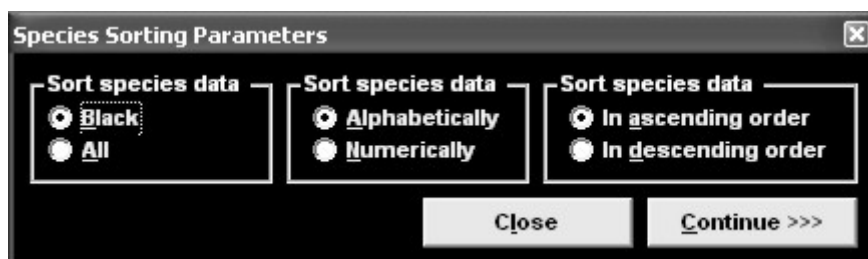 Species Sorting Parameters
Sort species data
Black
All
Sort species data
Alphabetically
Numerically
Sort species data
In ascending order
In descending order
Close
Continue >>>